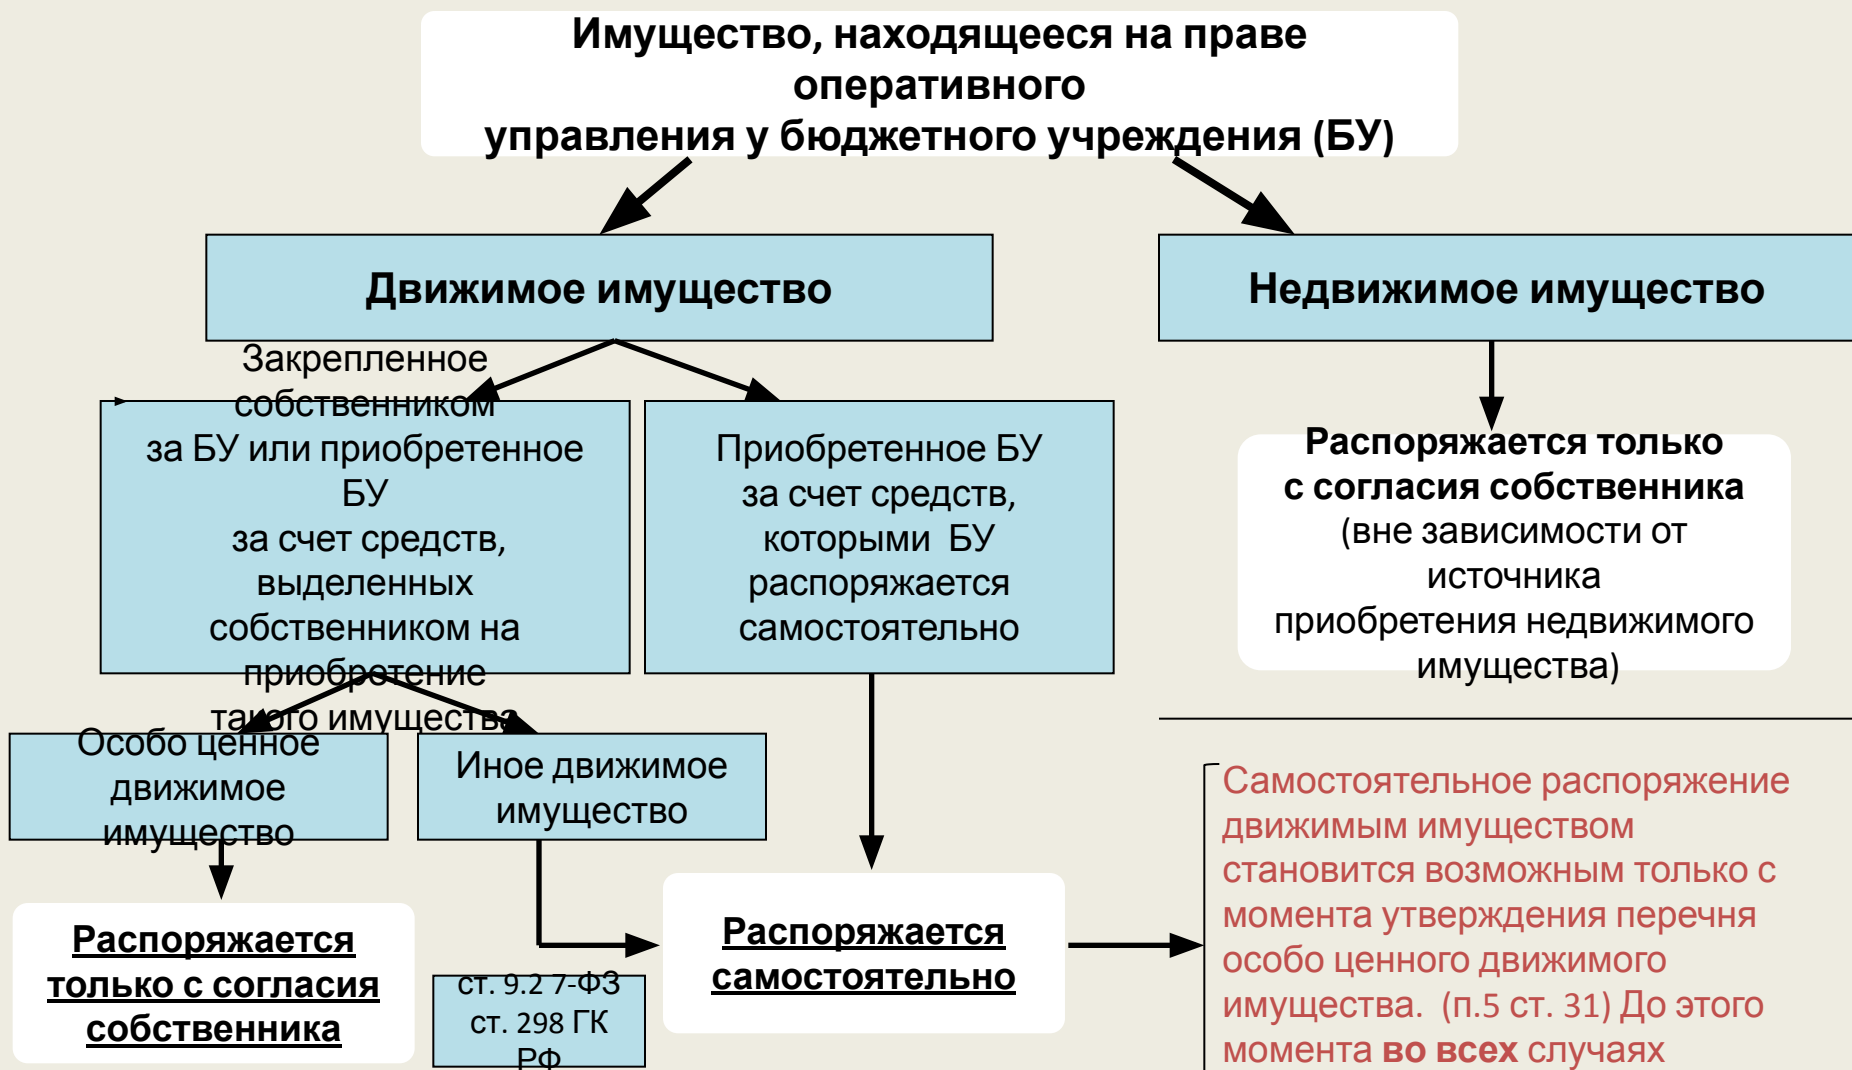 Имущество, находящееся на праве
оперативного
управления у бюджетного учреждения (БУ)
Движимое имущество
Недвижимое имущество
Закрепленное
собственником
за БУ или приобретенное
БУ
за счет средств,
выделенных
собственником на
приобретение
такого имущества
Приобретенное БУ
за счет средств,
которыми БУ
распоряжается
самостоятельно
Распоряжается только
с согласия собственника
(вне зависимости от
источника
приобретения недвижимого
имущества)
Особо ценное
движимое
имущество
Иное движимое
имущество
Распоряжается
только с согласия
собственника
ст. 9.2 7-ФЗ
ст. 298 ГК
РФ
Распоряжается
самостоятельно
Самостоятельное распоряжение
движимым имуществом
становится возможным только с
момента утверждения перечня
особо ценного движимого
имущества. (п.5 ст. 31) До этого
момента во всех случаях